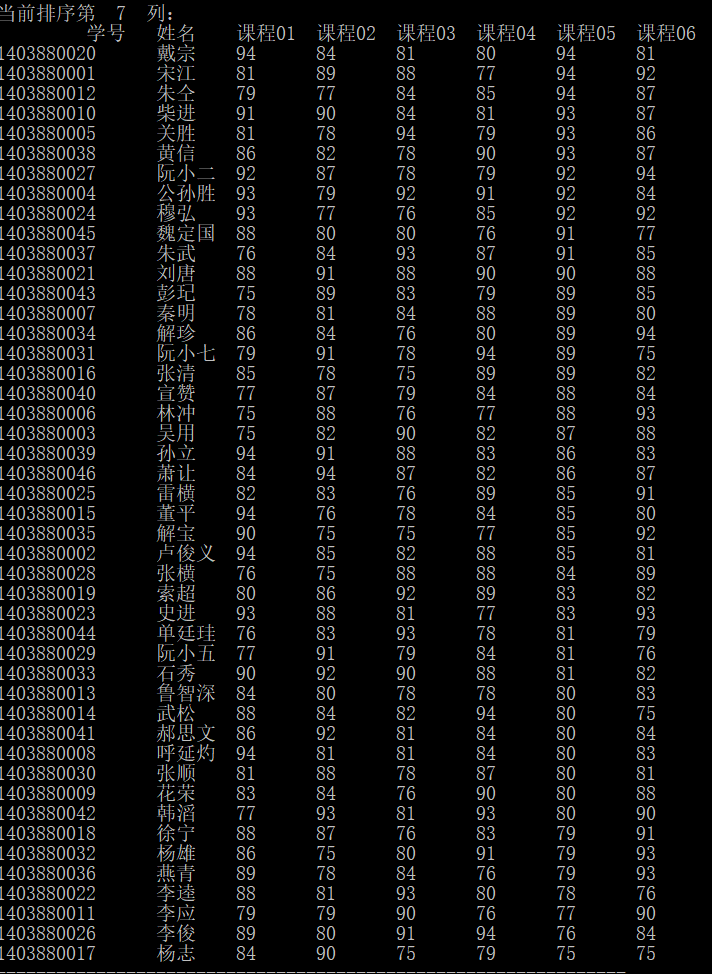 当前排序第  7  列:
学号 姓名 课程01 课程02 课程03 课程04 课程05 课程06
1403880020 戴宗 94 84 81 80 94 81
1403880001 宋江 81 89 88 77 94 92
1403880012 朱仝 79 77 84 85 94 87
1403880010 柴进 91 90 84 81 93 87
1403880005 关胜 81 78 94 79 93 86
1403880038 黄信 86 82 78 90 93 87
1403880027 阮小二 92 87 78 79 92 94
1403880004 公孙胜 93 79 92 91 92 84
1403880024 穆弘 93 77 76 85 92 92
1403880045 魏定国 88 80 80 76 91 77
1403880037 朱武 76 84 93 87 91 85
1403880021 刘唐 88 91 88 90 90 88
1403880043 彭玘 75 89 83 79 89 85
1403880007 秦明 78 81 84 88 89 80
1403880034 解珍 86 84 76 80 89 94
1403880031 阮小七 79 91 78 94 89 75
1403880016 张清 85 78 75 89 89 82
1403880040 宣赞 77 87 79 84 88 84
1403880006 林冲 75 88 76 77 88 93
1403880003 吴用 75 82 90 82 87 88
1403880039 孙立 94 91 88 83 86 83
1403880046 萧让 84 94 87 82 86 87
1403880025 雷横 82 83 76 89 85 91
1403880015 董平 94 76 78 84 85 80
1403880035 解宝 90 75 75 77 85 92
1403880002 卢俊义 94 85 82 88 85 81
1403880028 张横 76 75 88 88 84 89
1403880019 索超 80 86 92 89 83 82
1403880023 史进 93 88 81 77 83 93
1403880044 单廷珪 76 83 93 78 81 79
1403880029 阮小五 77 91 79 84 81 76
1403880033 石秀 90 92 90 88 81 82
1403880013 鲁智深 84 80 78 78 80 83
1403880014 武松 88 84 82 94 80 75
1403880041 郝思文 86 92 81 84 80 84
1403880008 呼延灼 94 81 81 84 80 83
1403880030 张顺 81 88 78 87 80 81
1403880009 花荣 83 84 76 90 80 88
1403880042 韩滔 77 93 81 93 80 90
1403880018 徐宁 88 87 76 83 79 91
1403880032 杨雄 86 75 80 91 79 93
1403880036 燕青 89 78 84 76 79 93
1403880022 李逵 88 81 93 80 78 76
1403880011 李应 79 79 90 76 77 90
1403880026 李俊 89 80 91 94 76 84
1403880017 杨志 84 90 75 79 75 75